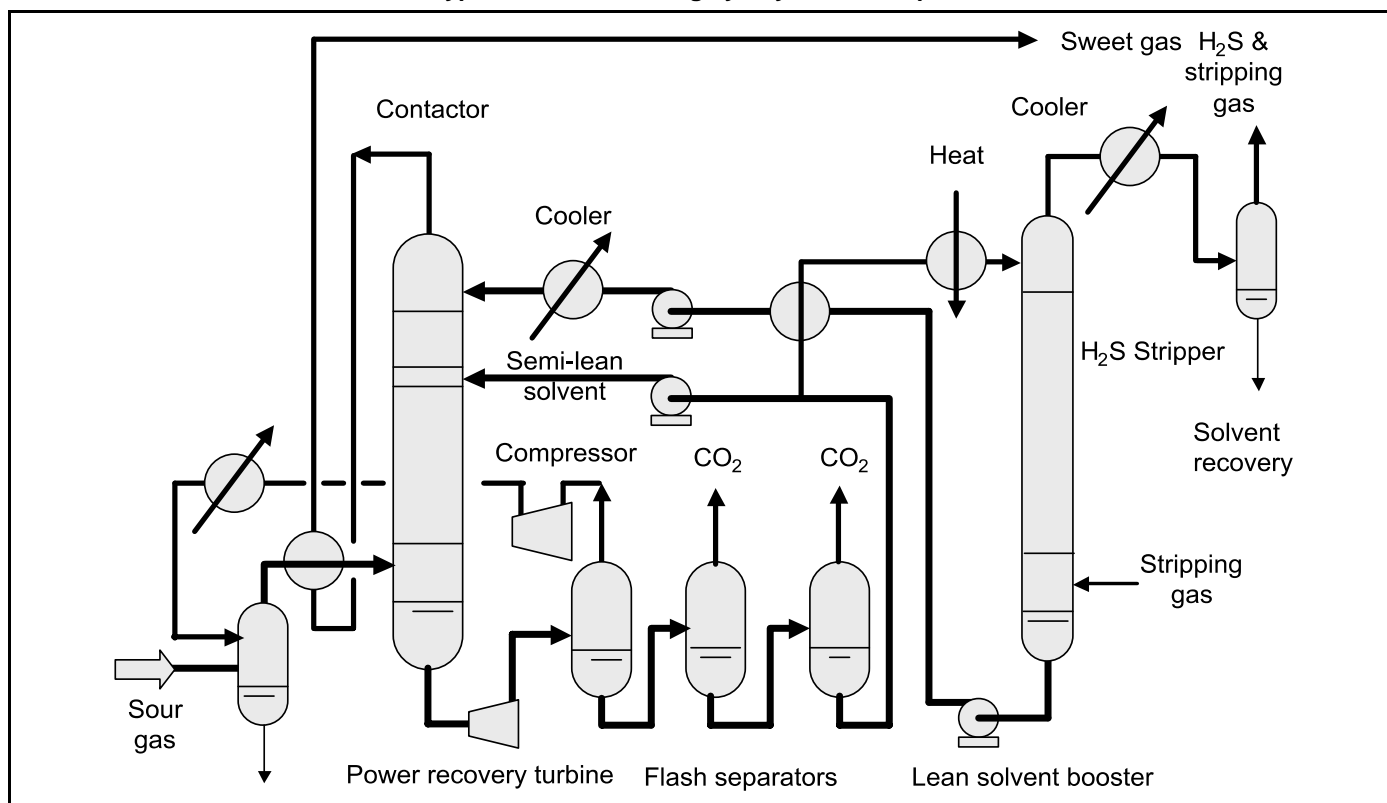 Sweet gas
H₂S &
stripping
gas
Contactor
Cooler
Heat
Cooler
Semi-lean
solvent
H₂S Stripper
Compressor
CO₂
CO₂
Solvent
recovery
Stripping
gas
Sour
gas
Power recovery turbine
Flash separators
Lean solvent booster